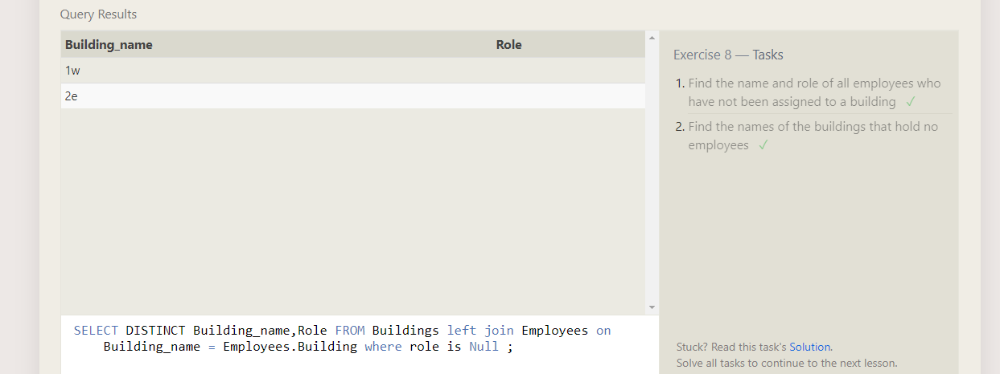 Query Results
Building_name Role
1w
2e
Exercise 8 — Tasks
1. Find the name and role of all employees who
have not been assigned to a building ✓
2. Find the names of the buildings that hold no
employees ✓
SELECT DISTINCT Building_name,Role FROM Buildings left join Employees on
Building_name = Employees.Building where role is Null ;
Stuck? Read this task's Solution.
Solve all tasks to continue to the next lesson.